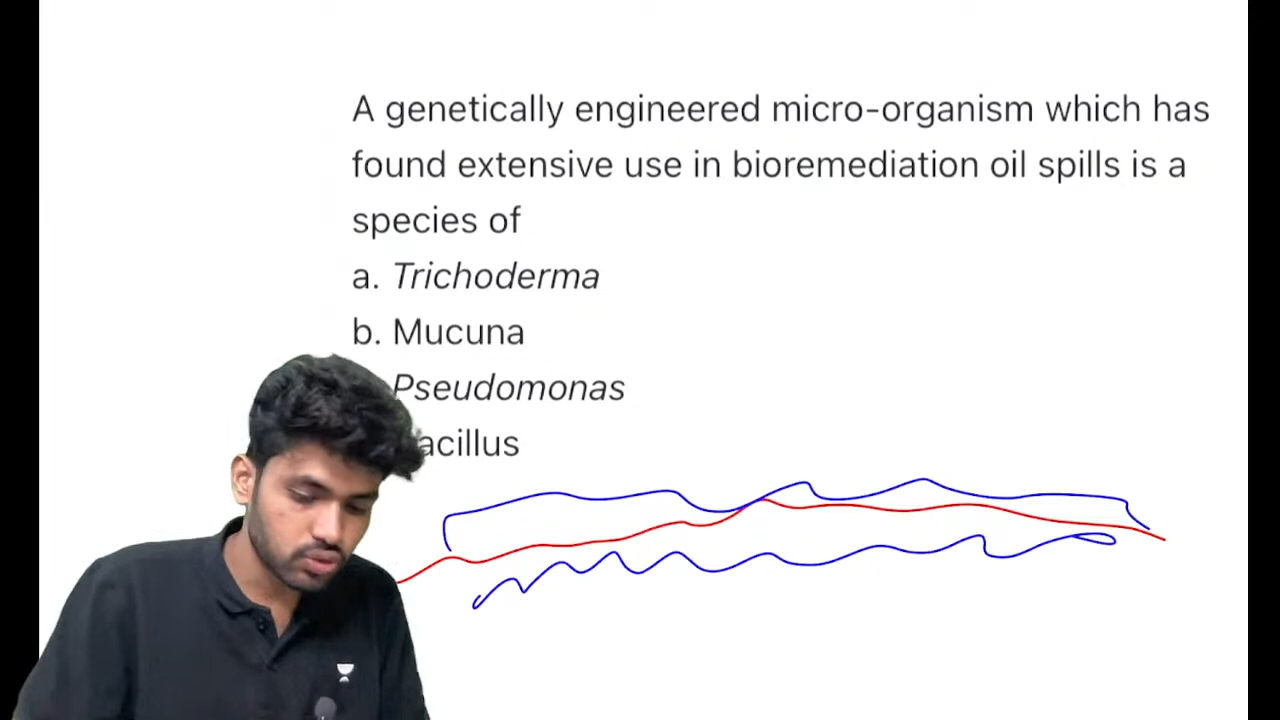 A genetically engineered micro-organism which has
found extensive use in bioremediation oil spills is a
species of
a. Trichoderma
b. Mucuna
Pseudomonas
acillus